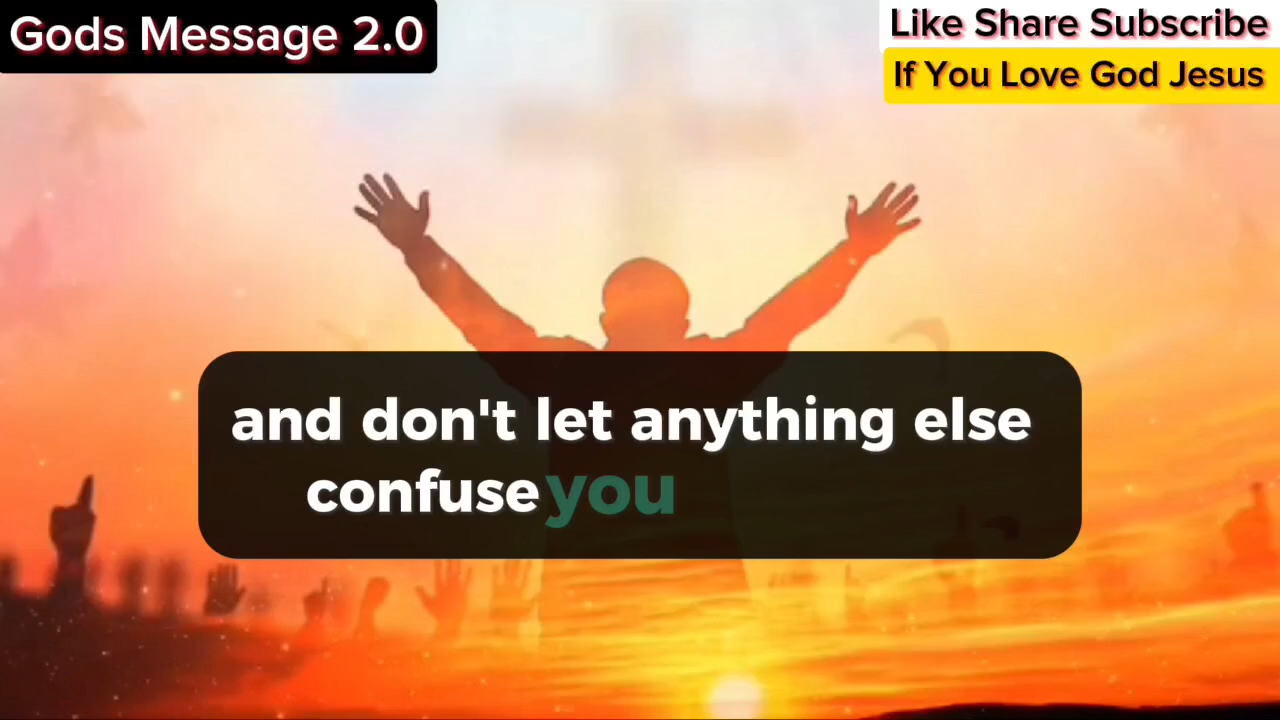 Gods Message 2.0
Like Share Subscribe
If You Love God Jesus
and don't let anything else
confuse you